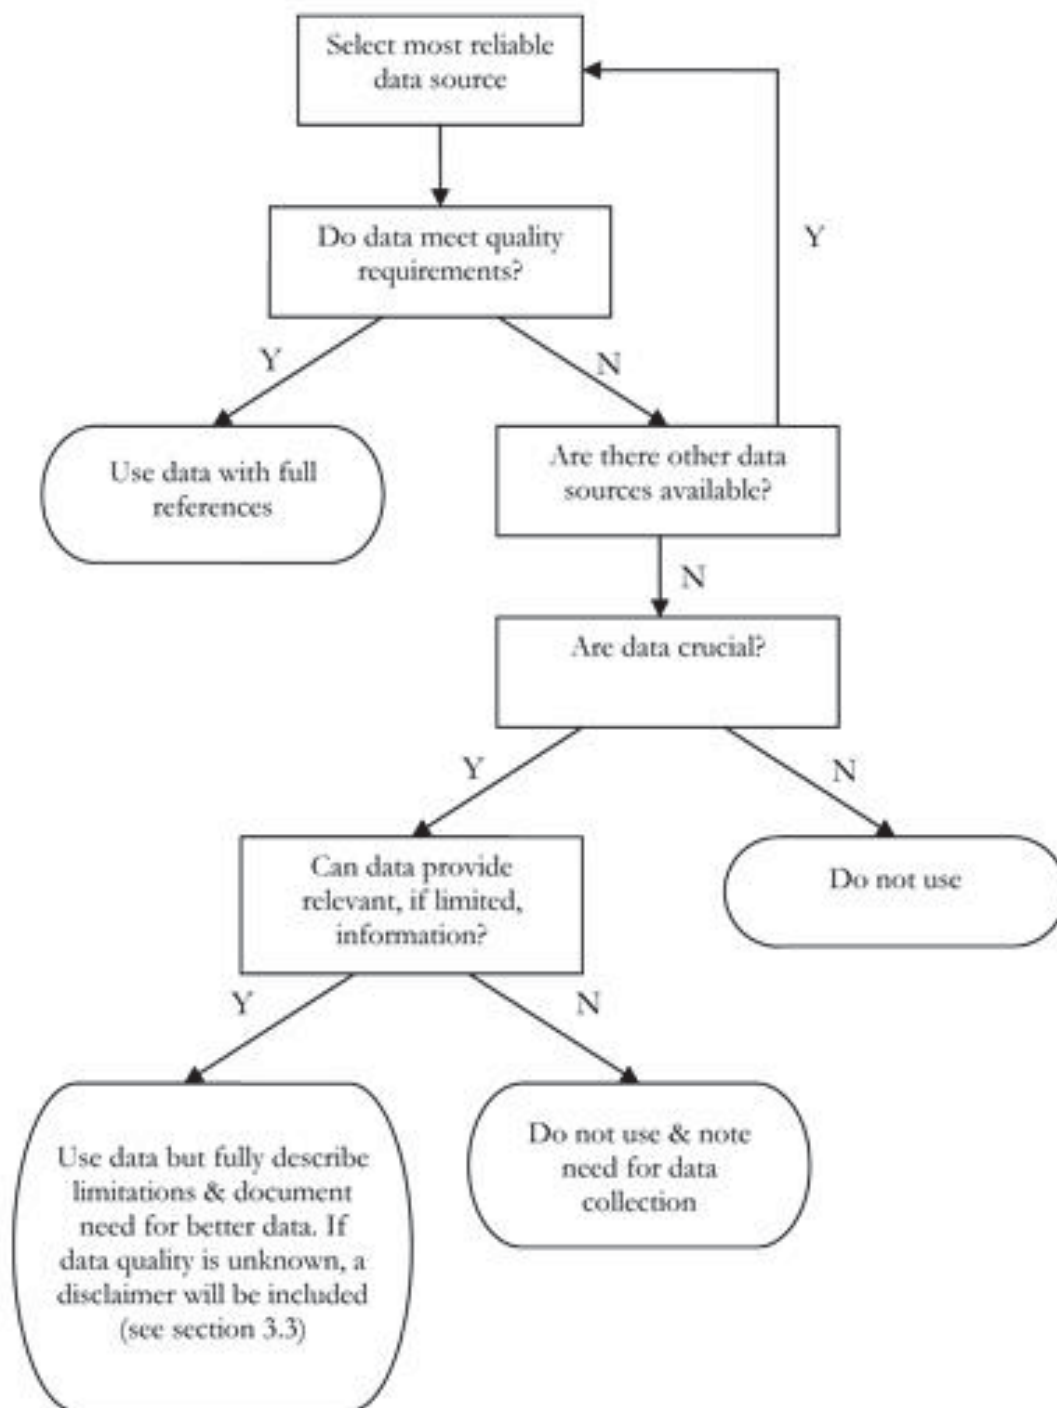 Select most reliable
data source
Do data meet quality
requirements?
Y
Y
N
Use data with full
references
Are there other data
sources available?
N
Are data crucial?
Y
N
Can data provide
relevant, if limited,
information?
Do not use
Y
N
Use data but fully describe
limitations & document
need for better data. If
data quality is unknown, a
disclaimer will be included
(see section 3.3)
Do not use & note
need for data
collection